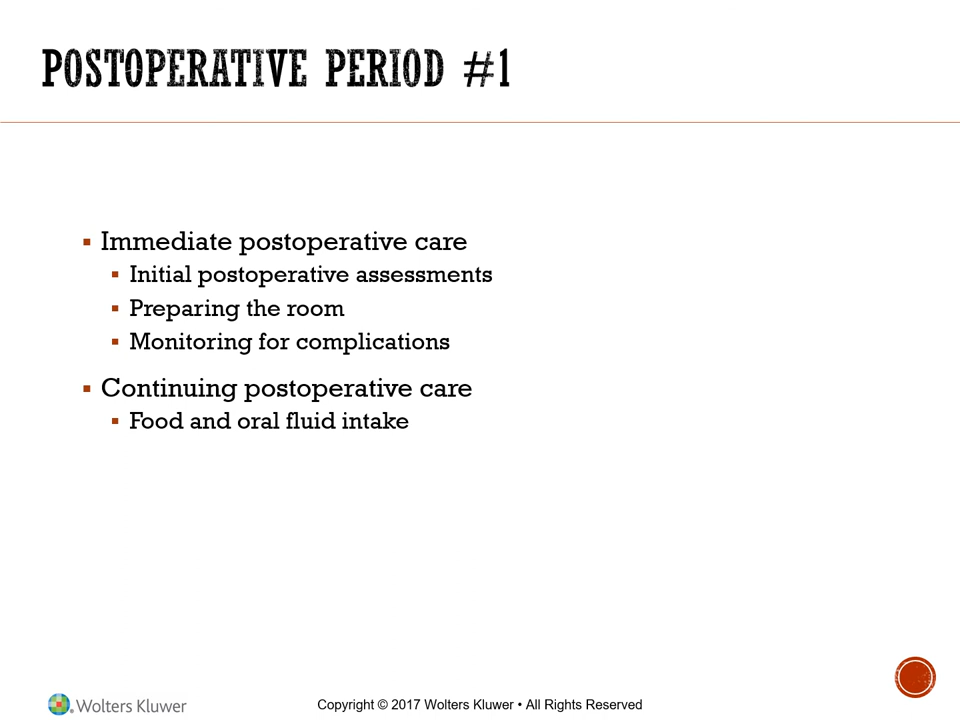 POSTOPERATIVE PERIOD #1
▪ Immediate postoperative care
▪ Initial postoperative assessments
▪ Preparing the room
▪ Monitoring for complications
▪ Continuing postoperative care
▪ Food and oral fluid intake
Wolters Kluwer
Copyright © 2017 Wolters Kluwer • All Rights Reserved